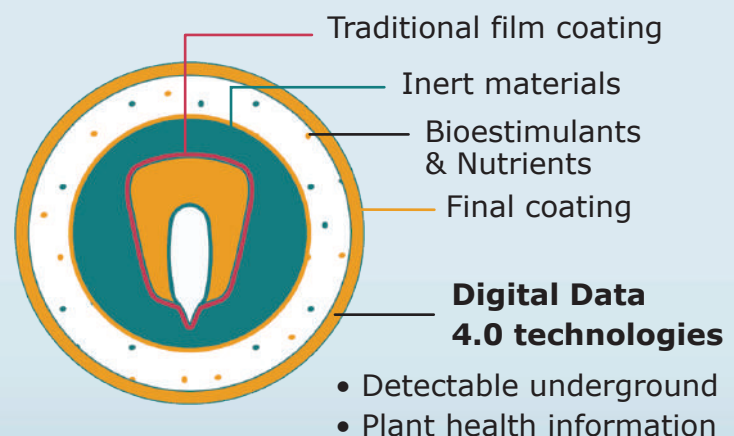 Traditional film coating
Inert materials
Bioestimulants
& Nutrients
Final coating
Digital Data
4.0 technologies
• Detectable underground
• Plant health information